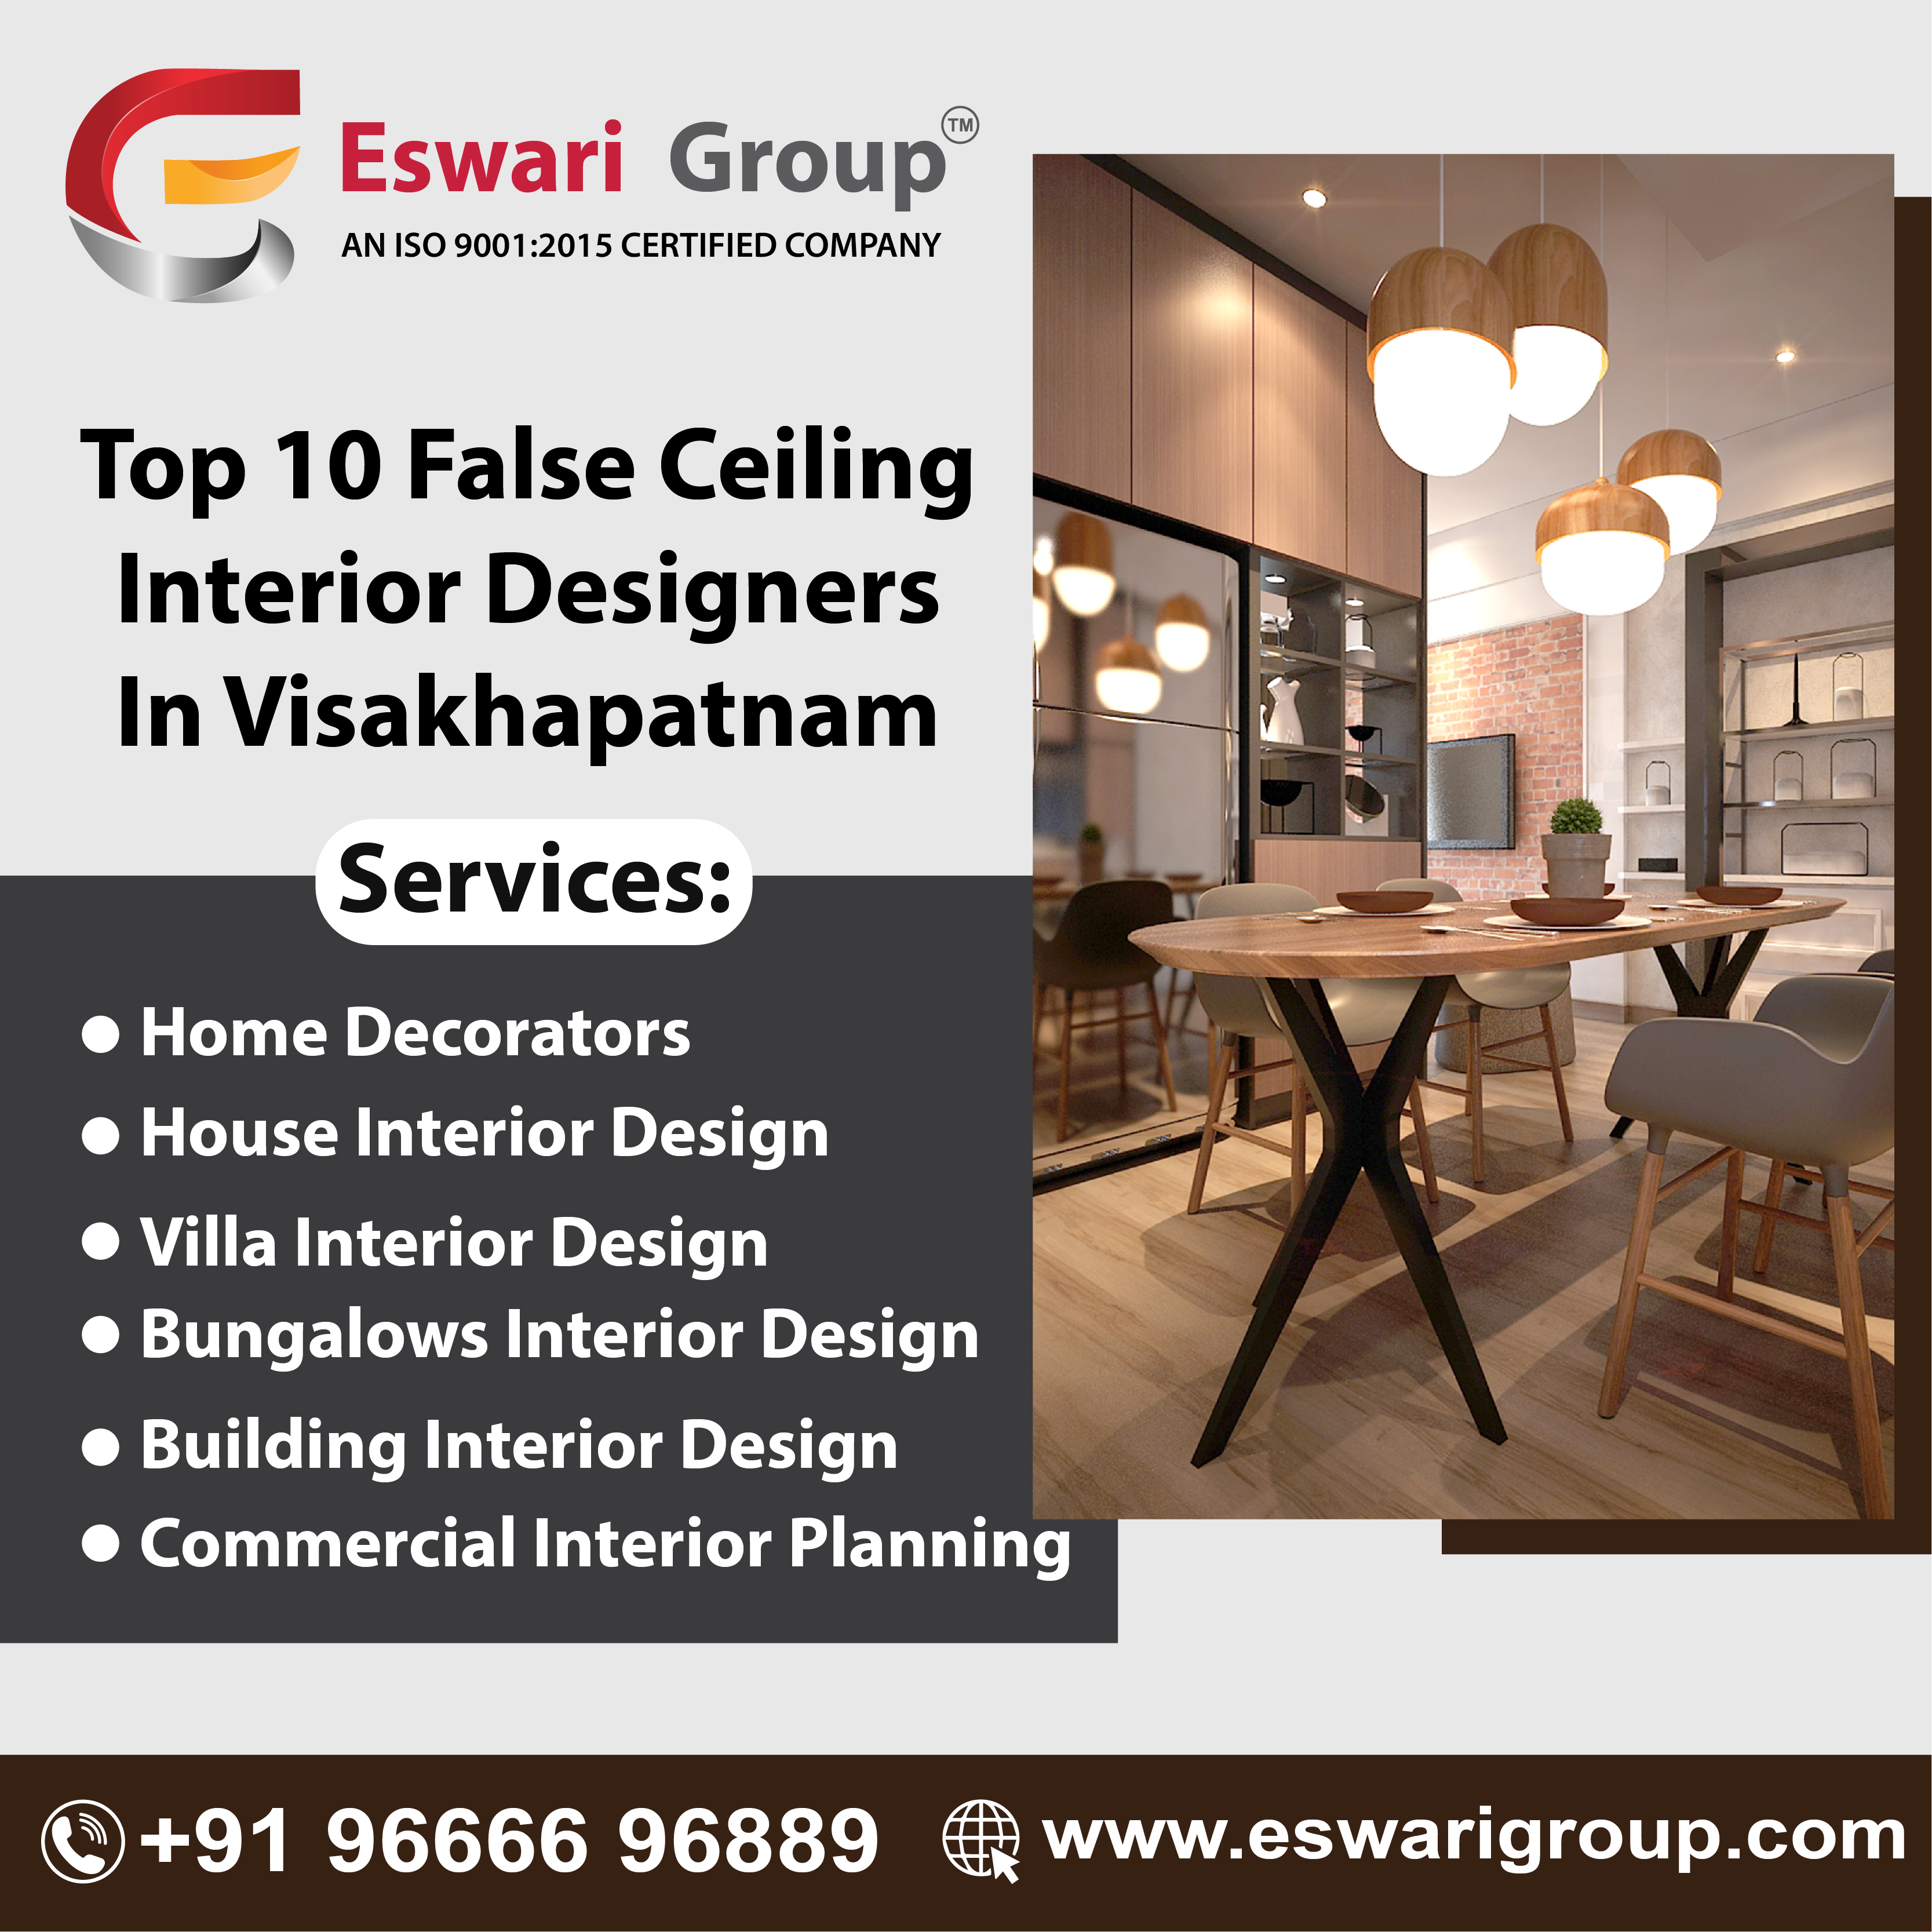 Eswari Group TM
AN ISO 9001:2015 CERTIFIED COMPANY
Top 10 False Ceiling
Interior Designers
In Visakhapatnam
Services:
Home Decorators
House Interior Design
Villa Interior Design
Bungalows Interior Design
Building Interior Design
Commercial Interior Planning
+91 96666 96889
www.eswarigroup.com